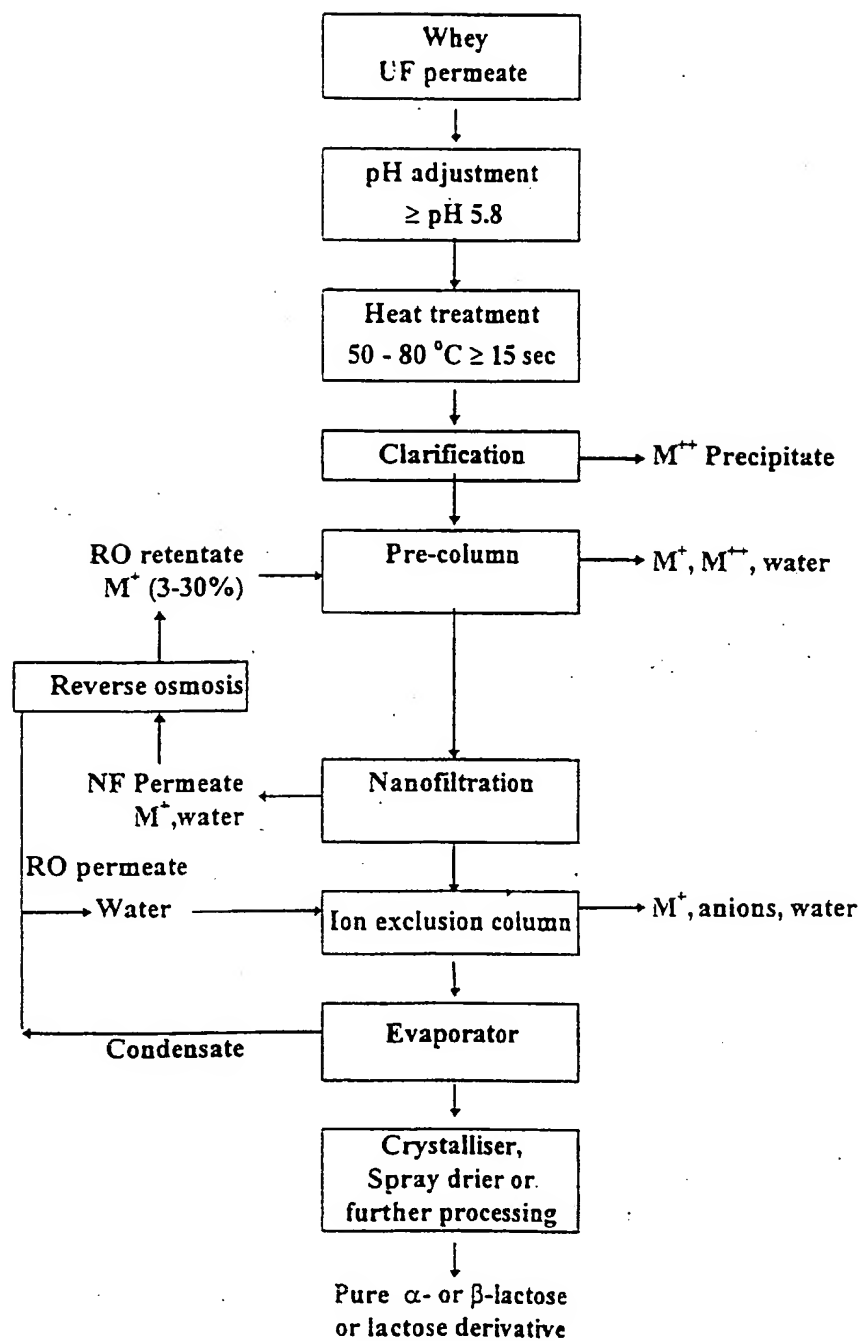 Whey
UF permeate
pH adjustment
≥ pH 5.8
Heat treatment
50 - 80 °C ≥ 15 sec
Clarification
M⁺⁺ Precipitate
RO retentate
M⁺ (3-30%)
Pre-column
M⁺, M⁺⁺, water
Reverse osmosis
NF Permeate
M⁺,water
Nanofiltration
RO permeate
Water
Ion exclusion column
M⁺, anions, water
Condensate
Evaporator
Crystalliser,
Spray drier or
further processing
Pure α- or β-lactose
or lactose derivative